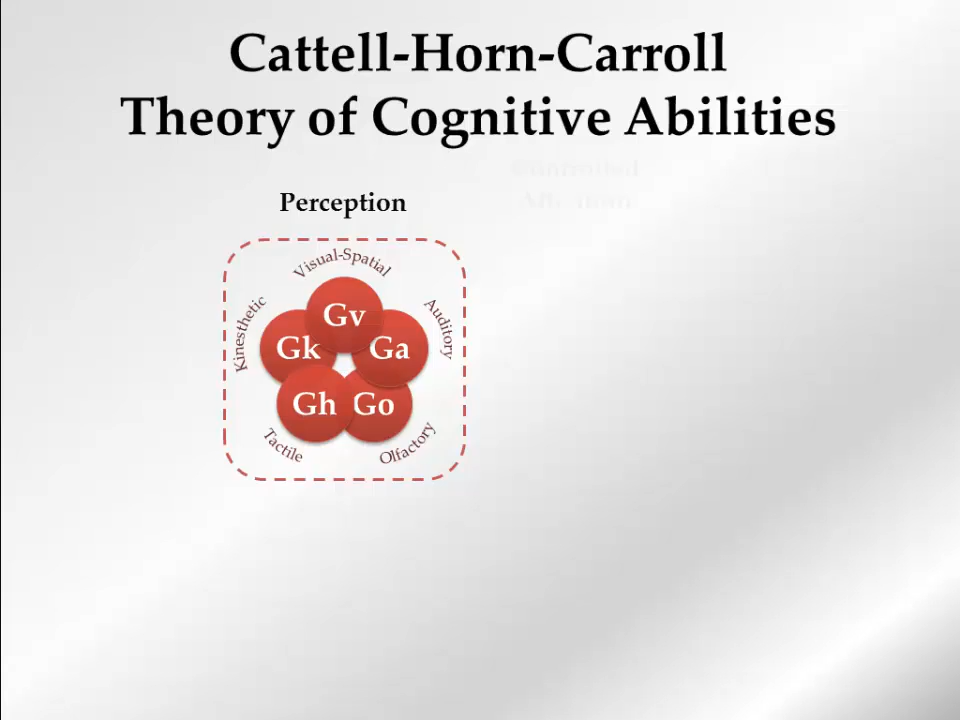 Cattell-Horn-Carroll
Theory of Cognitive Abilities
Perception
Visual-Spatial
Kinesthetic
Auditory
Gv
Gk
Ga
Gh
Go
Tactile
Olfactory